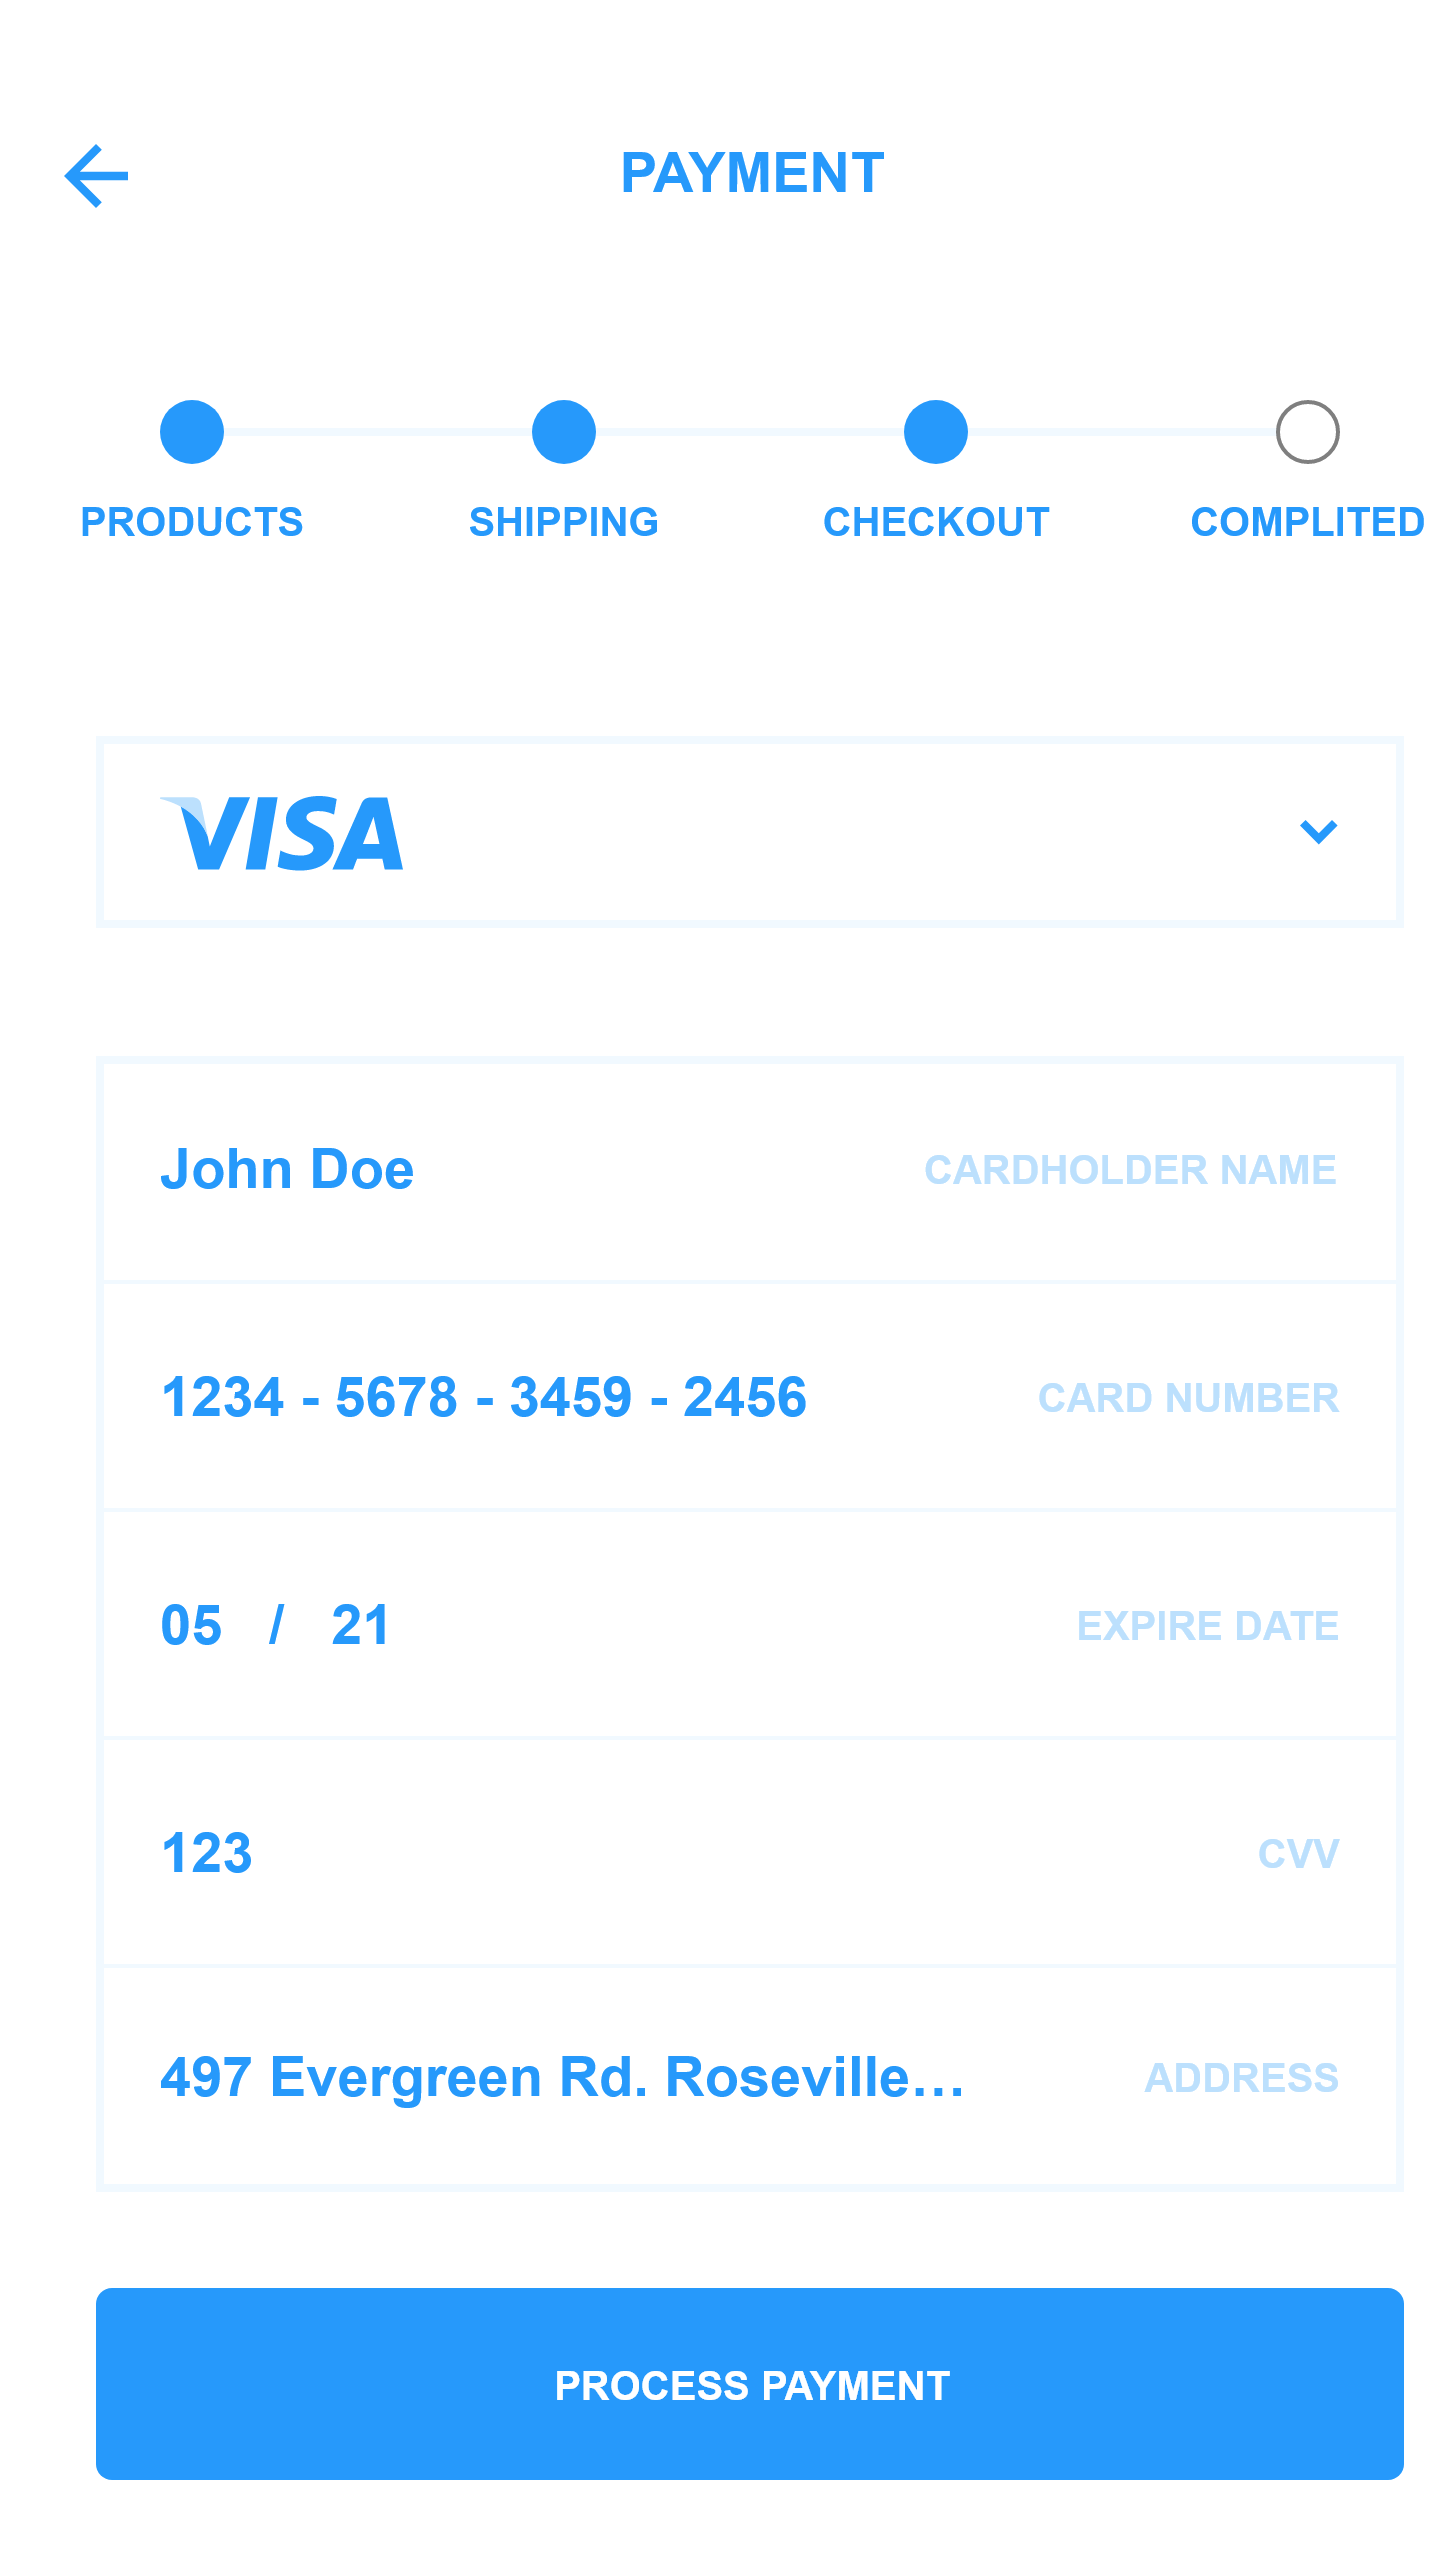 PAYMENT
PRODUCTS SHIPPING CHECKOUT COMPLITED
VISA
John Doe CARDHOLDER NAME
1234 - 5678 - 3459 - 2456 CARD NUMBER
05 / 21 EXPIRE DATE
123 CVV
497 Evergreen Rd. Roseville... ADDRESS
PROCESS PAYMENT